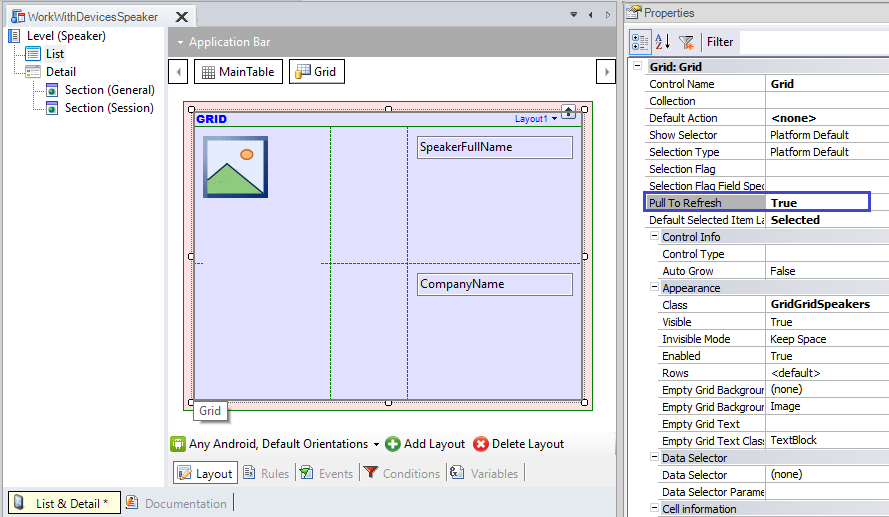 WorkWithDevicesSpeaker
Level (Speaker)
List
Detail
Section (General)
Section (Session)
Application Bar
MainTable
Grid
GRID
Layout1
SpeakerFullName
CompanyName
Grid
Any Android, Default Orientations
Add Layout
Delete Layout
Layout
Rules
Events
Conditions
Variables
List & Detail *
Documentation
Properties
Filter
Grid: Grid
Control Name Grid
Collection
Default Action <none>
Show Selector Platform Default
Selection Type Platform Default
Selection Flag
Selection Flag Field Spec
Pull To Refresh True
Default Selected Item La Selected
Control Info
Control Type
Auto Grow False
Appearance
Class GridGridSpeakers
Visible True
Invisible Mode Keep Space
Enabled True
Rows <default>
Empty Grid Backgroun (none)
Empty Grid Backgroun Image
Empty Grid Text
Empty Grid Text Class TextBlock
Data Selector
Data Selector (none)
Data Selector Parame
Cell information